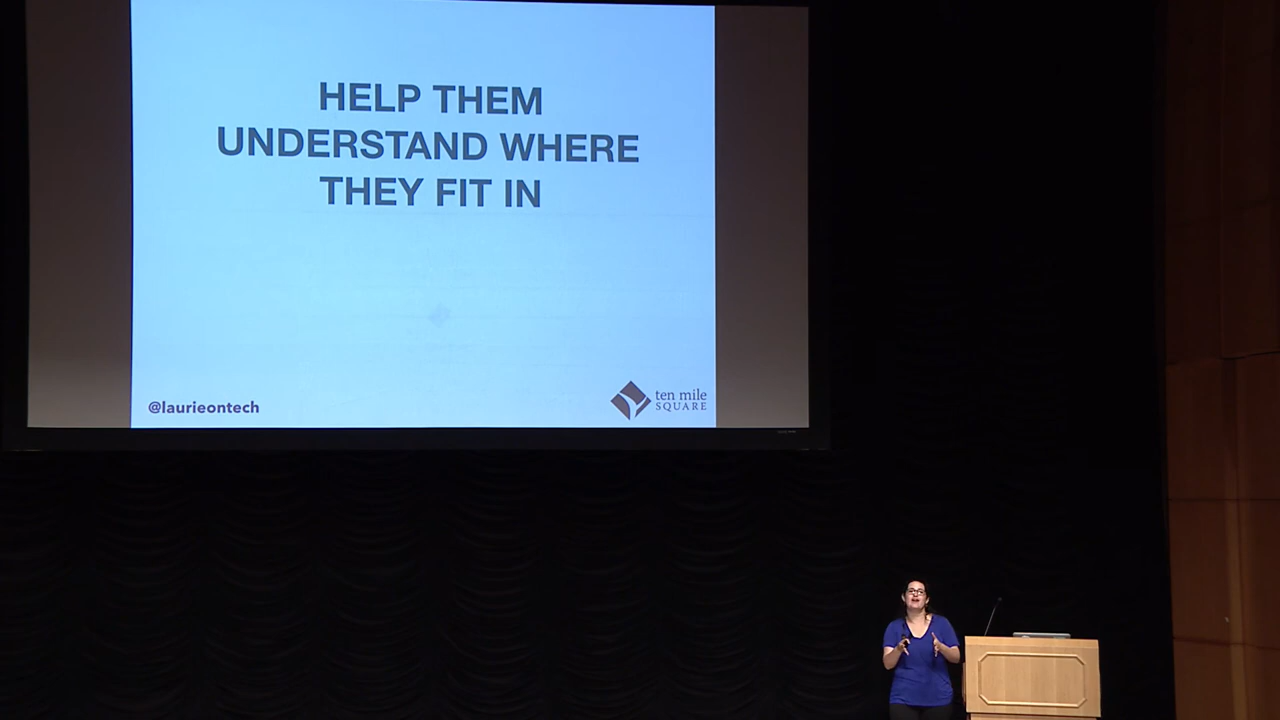 HELP THEM
UNDERSTAND WHERE
THEY FIT IN
@laurieontech
ten mile
SQUARE